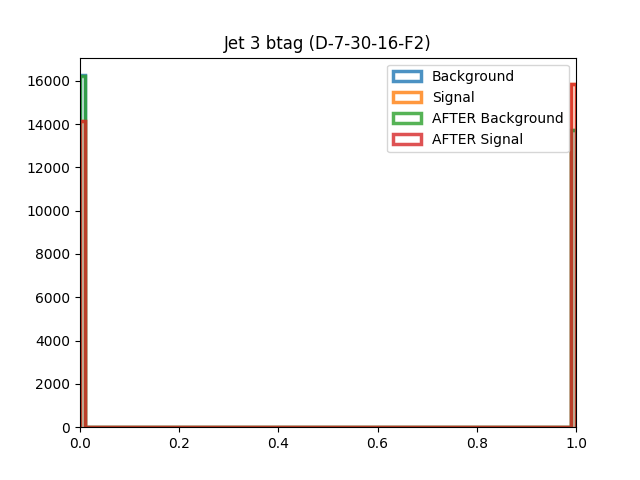 Jet 3 btag (D-7-30-16-F2)
Background
Signal
AFTER Background
AFTER Signal
16000
14000
12000
10000
8000
6000
4000
2000
0
0.0 0.2 0.4 0.6 0.8 1.0